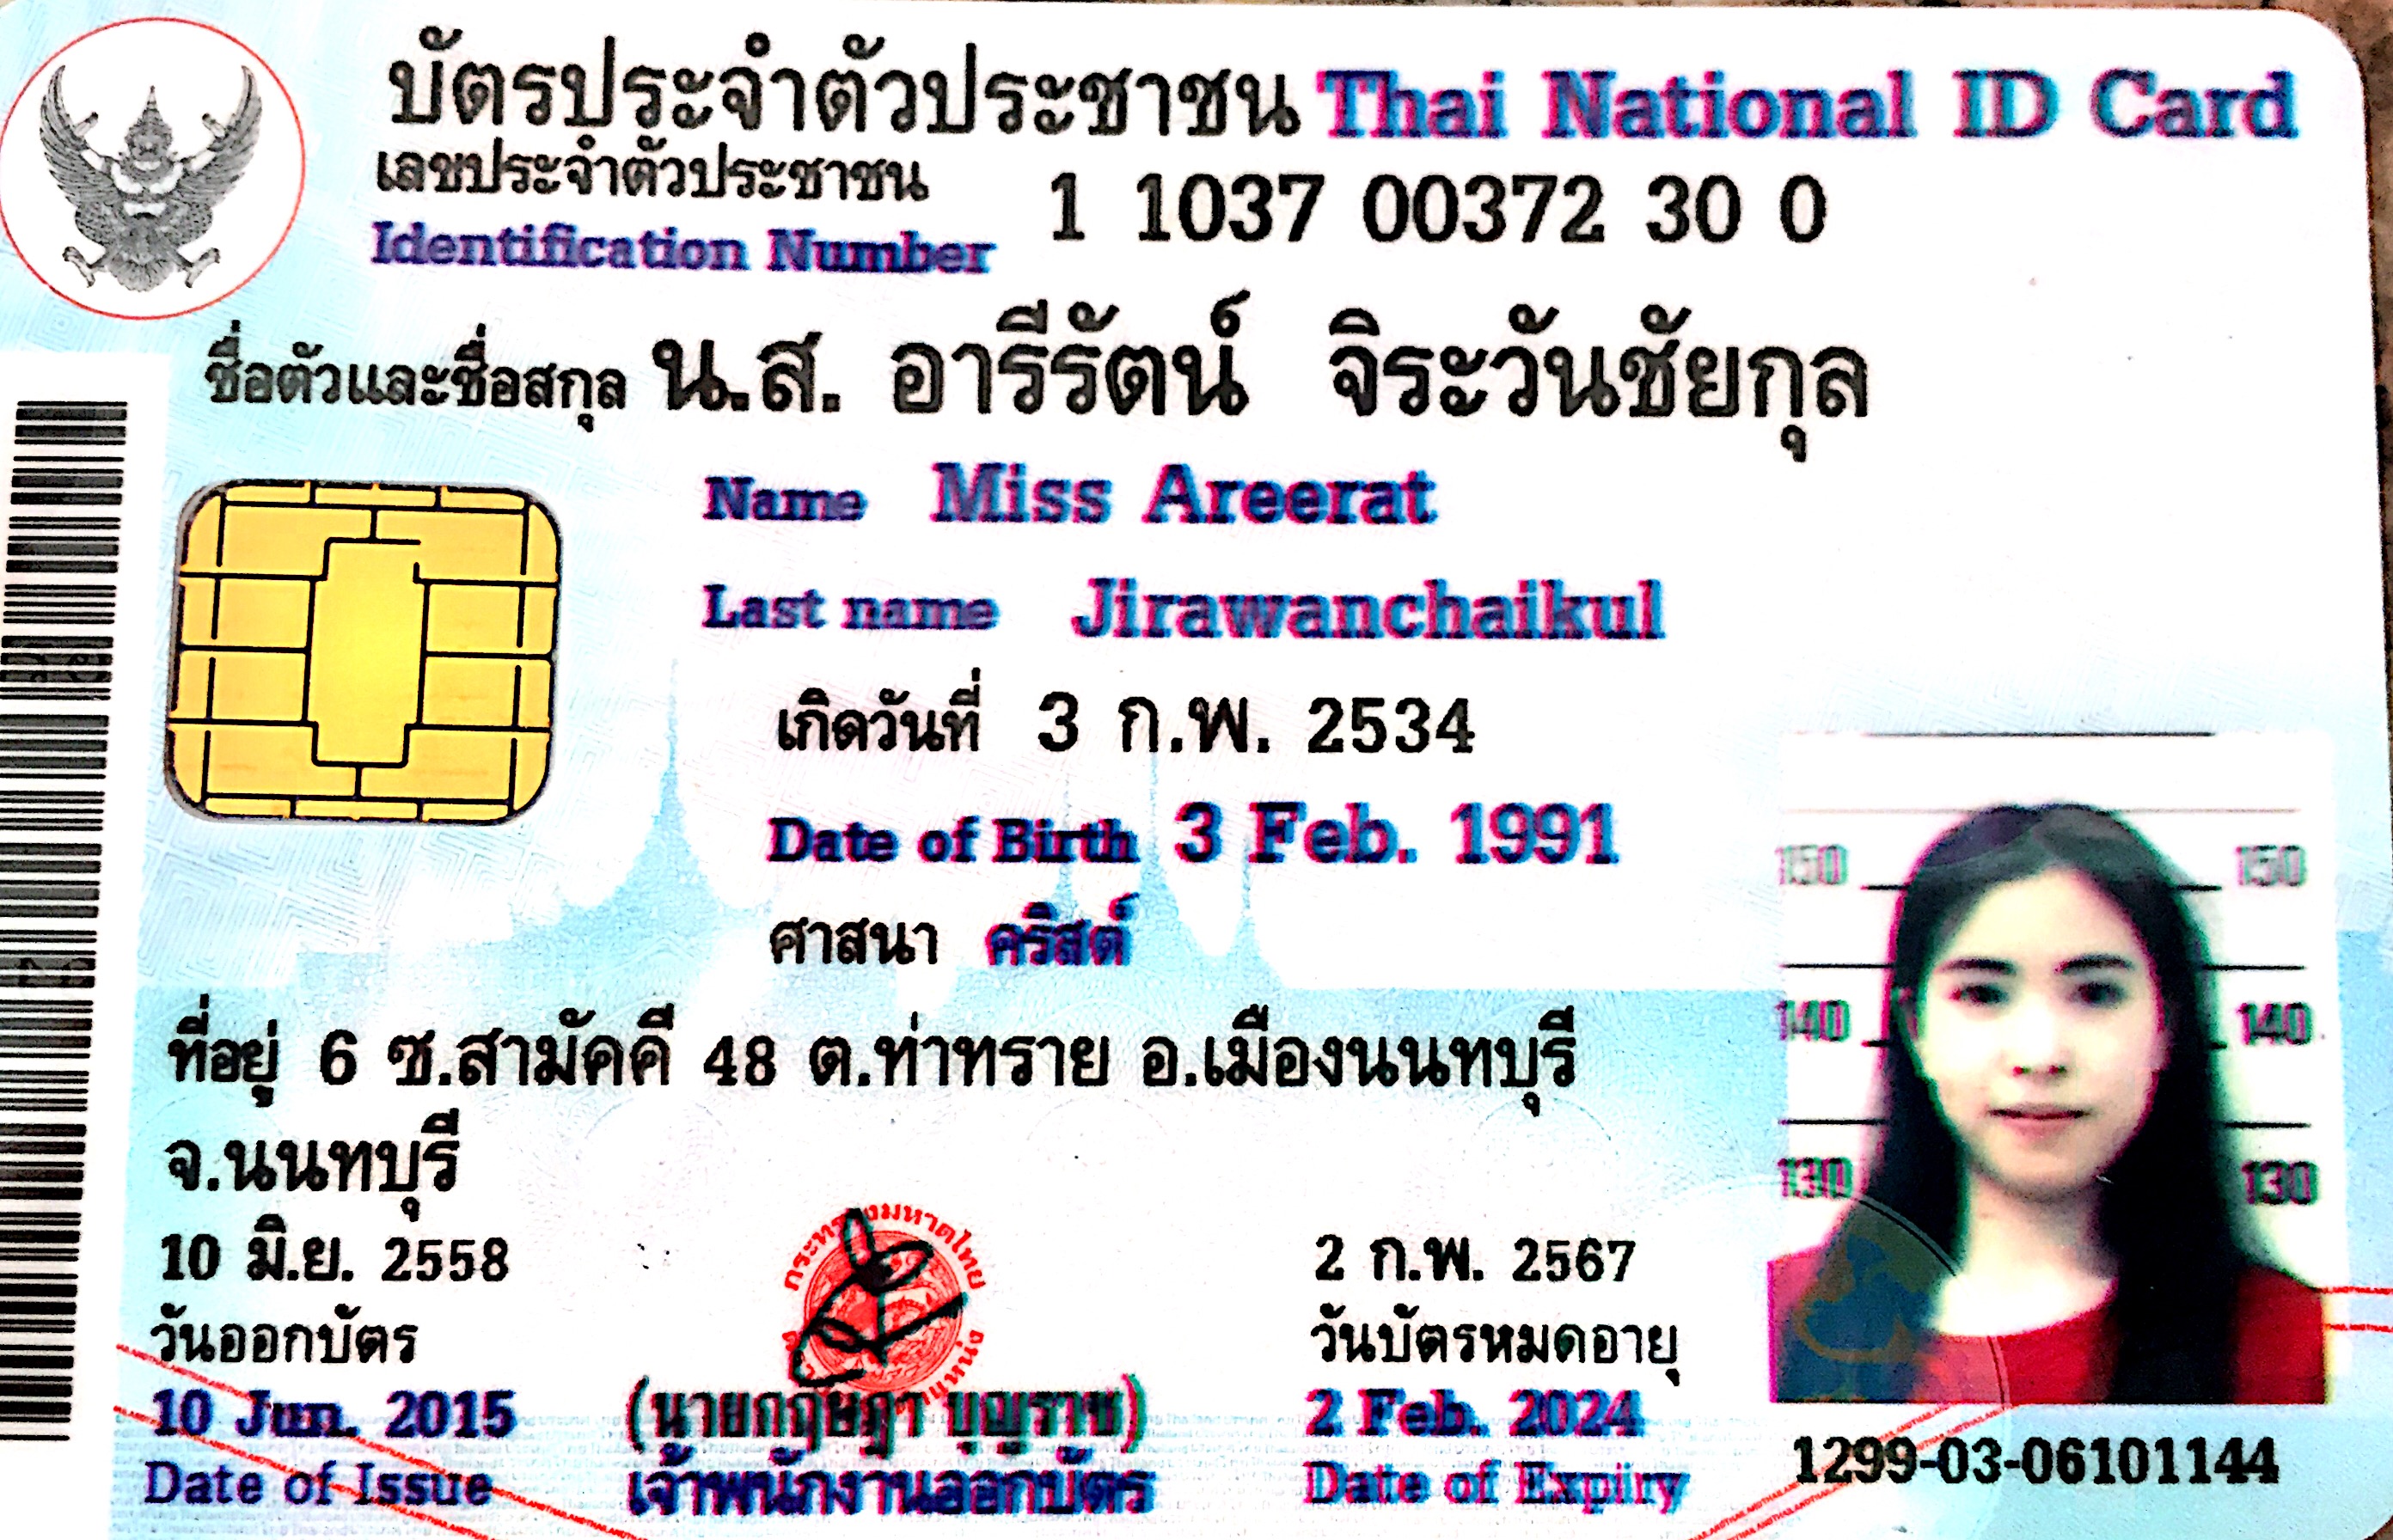 บัตรประจำตัวประชาชน Thai National ID Card
เลขประจำตัวประชาชน
Identification Number 1 1037 00372 30 0
ชื่อตัวและชื่อสกุล น.ส. อารีรัตน์ จิระวันชัยกุล
Name Miss Areerat
Last name Jirawanchaikul
เกิดวันที่ 3 ก.พ. 2534
Date of Birth 3 Feb. 1991
ศาสนา คริสต์
150 150
140 140
130 130
ที่อยู่ 6 ซ.สามัคคี 48 ต.ท่าทราย อ.เมืองนนทบุรี
จ.นนทบุรี
10 มิ.ย. 2558
วันออกบัตร
10 Jun. 2015
Date of Issue
กระทรวงมหาดไทย
(นายกฤษฎา บุญราช)
เจ้าพนักงานออกบัตร
2 ก.พ. 2567
วันบัตรหมดอายุ
2 Feb. 2024
Date of Expiry
1299-03-06101144